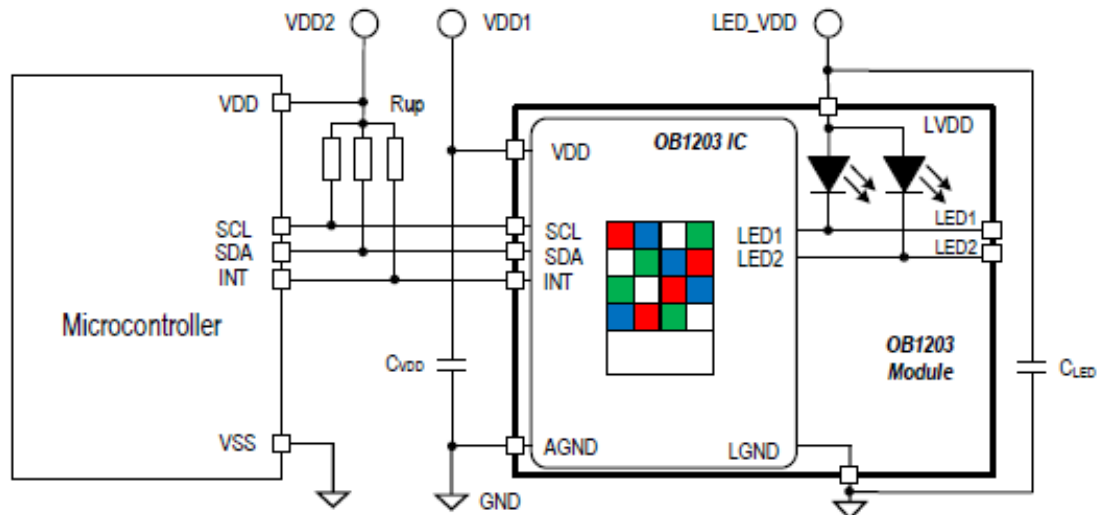 VDD2
VDD1
LED_VDD
VDD
Rup
LVDD
VDD
OB1203 IC
SCL
SDA
INT
SCL
SDA
INT
LED1
LED2
LED1
LED2
Microcontroller
CVDD
OB1203
Module
CLED
VSS
AGND
LGND
GND